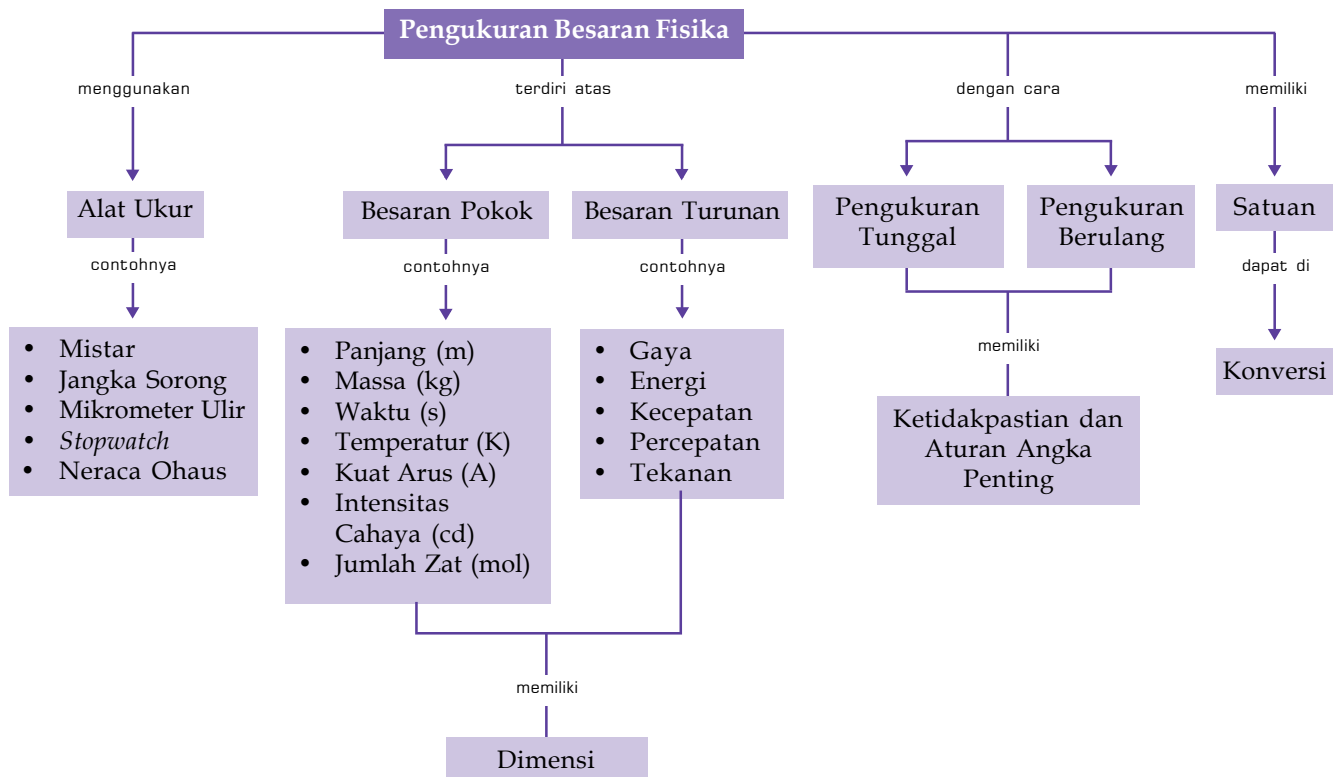 Pengukuran Besaran Fisika
menggunakan
terdiri atas
dengan cara
memiliki
Alat Ukur
Besaran Pokok
Besaran Turunan
Pengukuran
Tunggal
Pengukuran
Berulang
Satuan
contohnya
contohnya
contohnya
dapat di
• Mistar
• Jangka Sorong
• Mikrometer Ulir
• Stopwatch
• Neraca Ohaus
• Panjang (m)
• Massa (kg)
• Waktu (s)
• Temperatur (K)
• Kuat Arus (A)
• Intensitas
Cahaya (cd)
• Jumlah Zat (mol)
• Gaya
• Energi
• Kecepatan
• Percepatan
• Tekanan
memiliki
Konversi
Ketidakpastian dan
Aturan Angka
Penting
memiliki
Dimensi